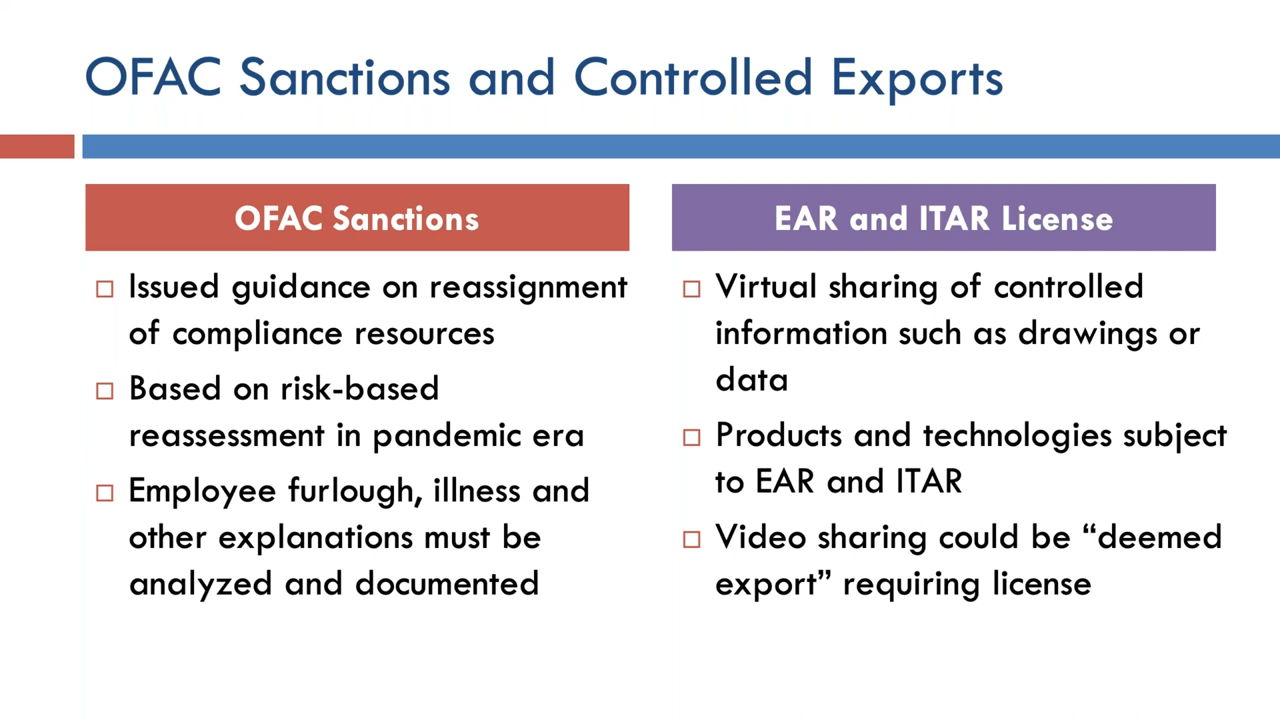 OFAC Sanctions and Controlled Exports
OFAC Sanctions
Issued guidance on reassignment
of compliance resources
Based on risk-based
reassessment in pandemic era
Employee furlough, illness and
other explanations must be
analyzed and documented
EAR and ITAR License
Virtual sharing of controlled
information such as drawings or
data
Products and technologies subject
to EAR and ITAR
Video sharing could be “deemed
export” requiring license